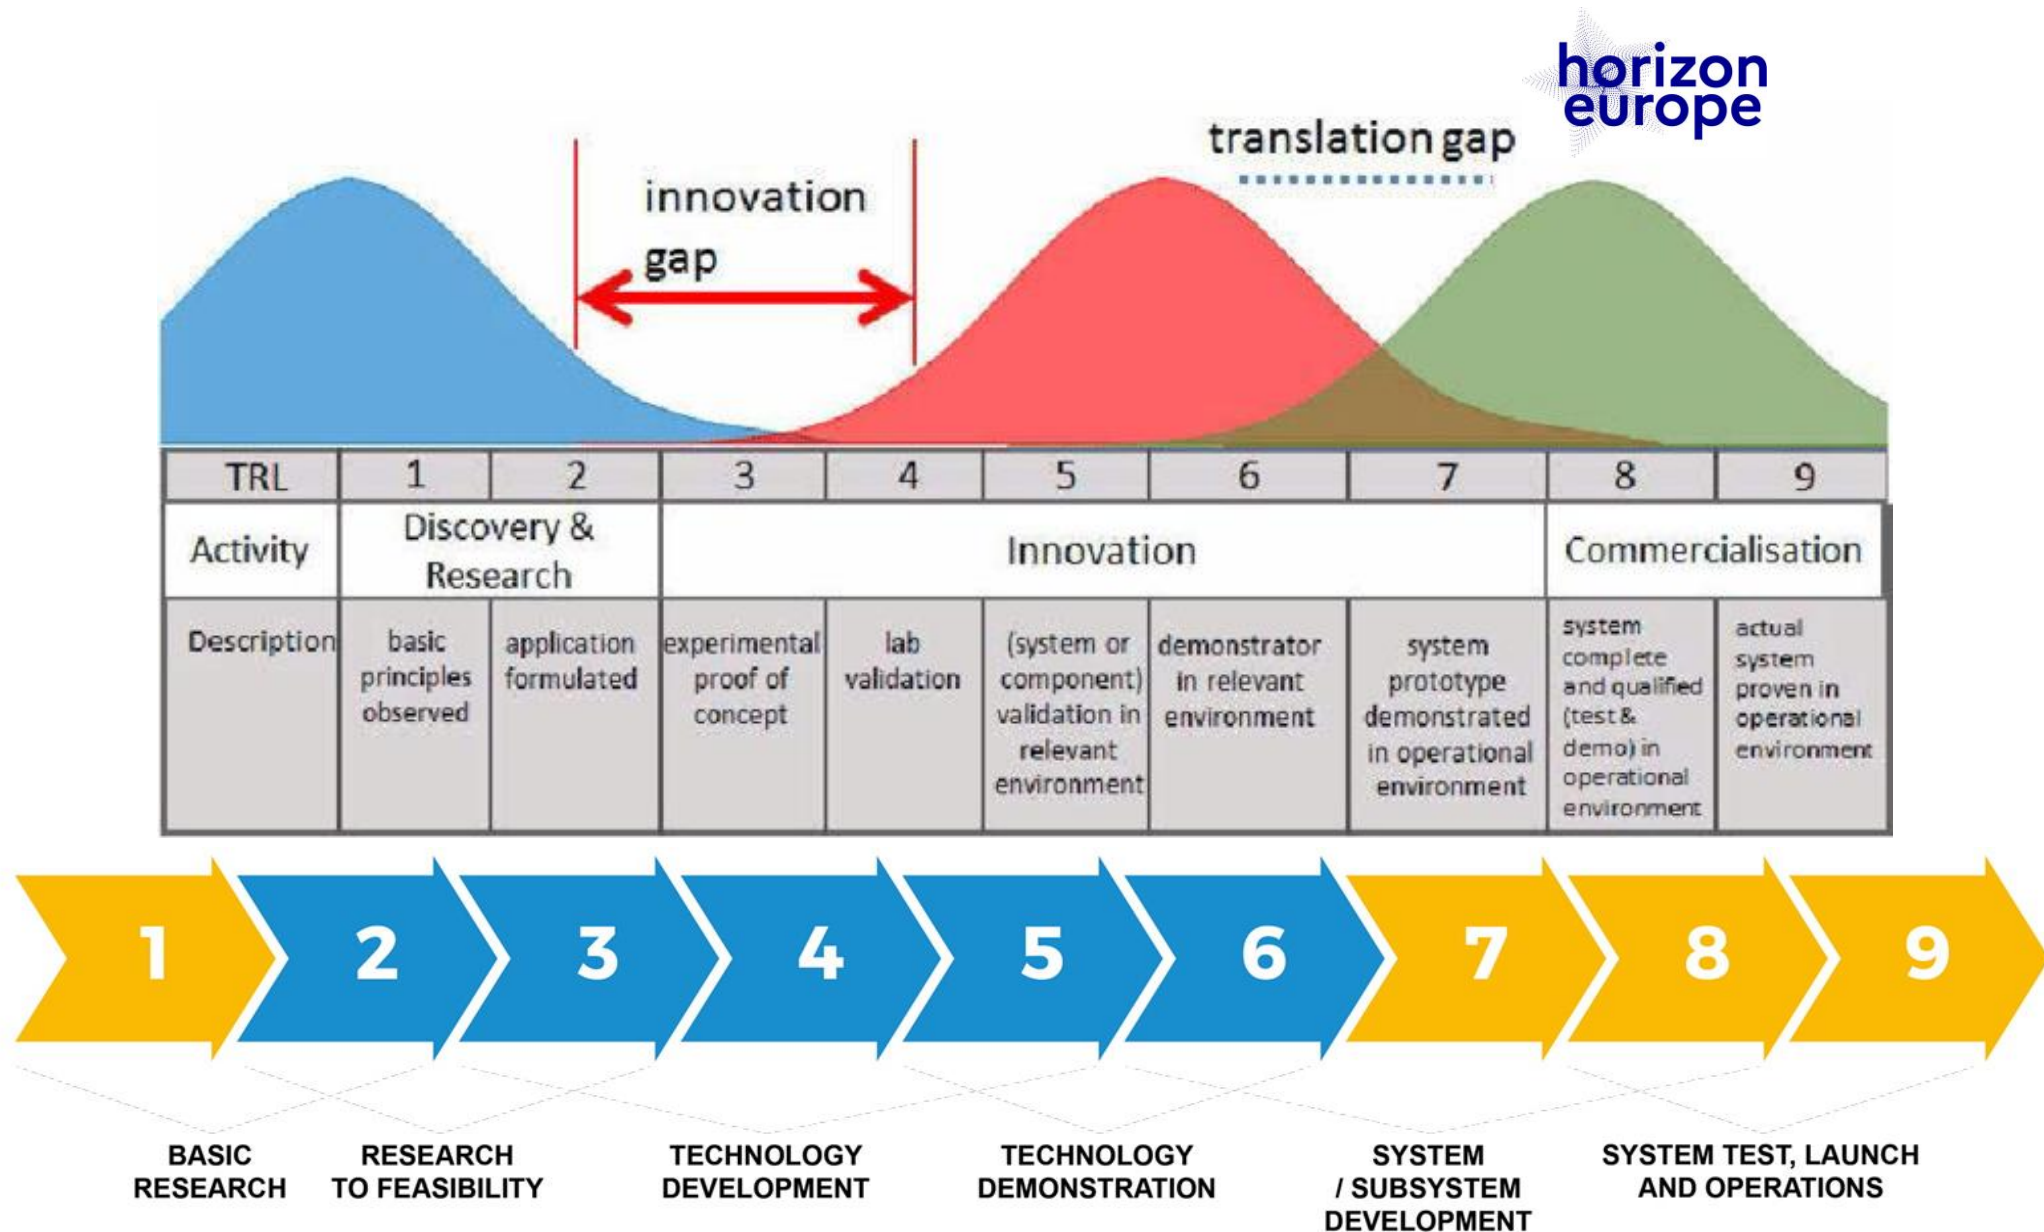 horizon
europe
translation gap
innovation
gap
TRL 1 2 3 4 5 6 7 8 9
Activity
Discovery &
Research
Innovation
Commercialisation
Description
basic
principles
observed
application
formulated
experimental
proof of
concept
lab
validation
(system or
component)
validation in
relevant
environment
demonstrator
in relevant
environment
system
prototype
demonstrated
in operational
environment
system
complete
and qualified
(test &
demo) in
operational
environment
actual
system
proven in
operational
environment
1 2 3 4 5 6 7 8 9
BASIC
RESEARCH
RESEARCH
TO FEASIBILITY
TECHNOLOGY
DEVELOPMENT
TECHNOLOGY
DEMONSTRATION
SYSTEM
/ SUBSYSTEM
DEVELOPMENT
SYSTEM TEST, LAUNCH
AND OPERATIONS